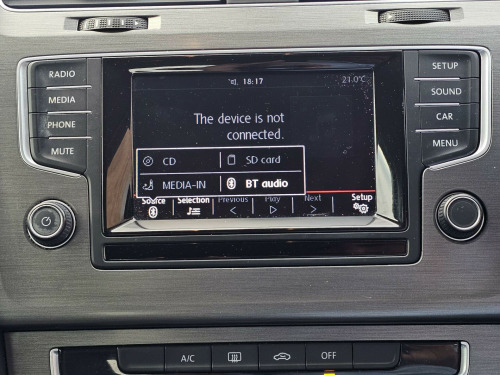 RADIO
MEDIA
PHONE
MUTE
18:17
21.0°C
The device is not
connected.
CD
SD card
MEDIA-IN
BT audio
Source
Selection
Previous
Play
Next
Setup
SETUP
SOUND
CAR
MENU
A/C
OFF